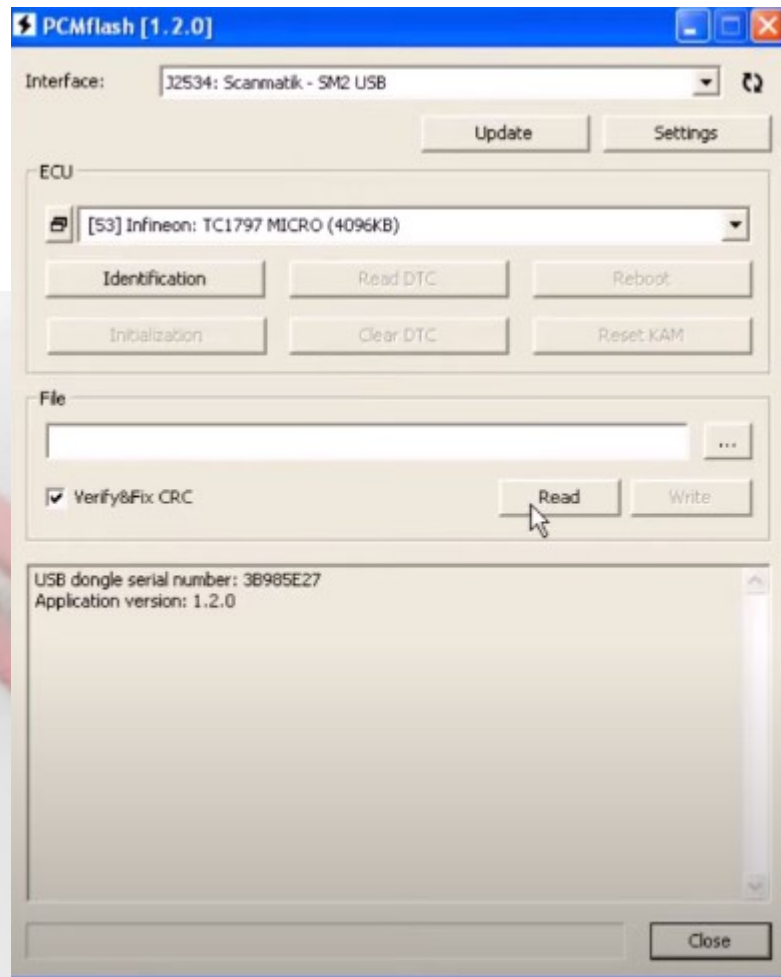 PCMflash [1.2.0]
Interface: J2534: Scanmatik - SM2 USB
Update Settings
ECU
[53] Infineon: TC1797 MICRO (4096KB)
Identification Read DTC Reboot
Initialization Clear DTC Reset KAM
File
...
Verify&Fix CRC Read Write
USB dongle serial number: 3B985E27
Application version: 1.2.0
Close